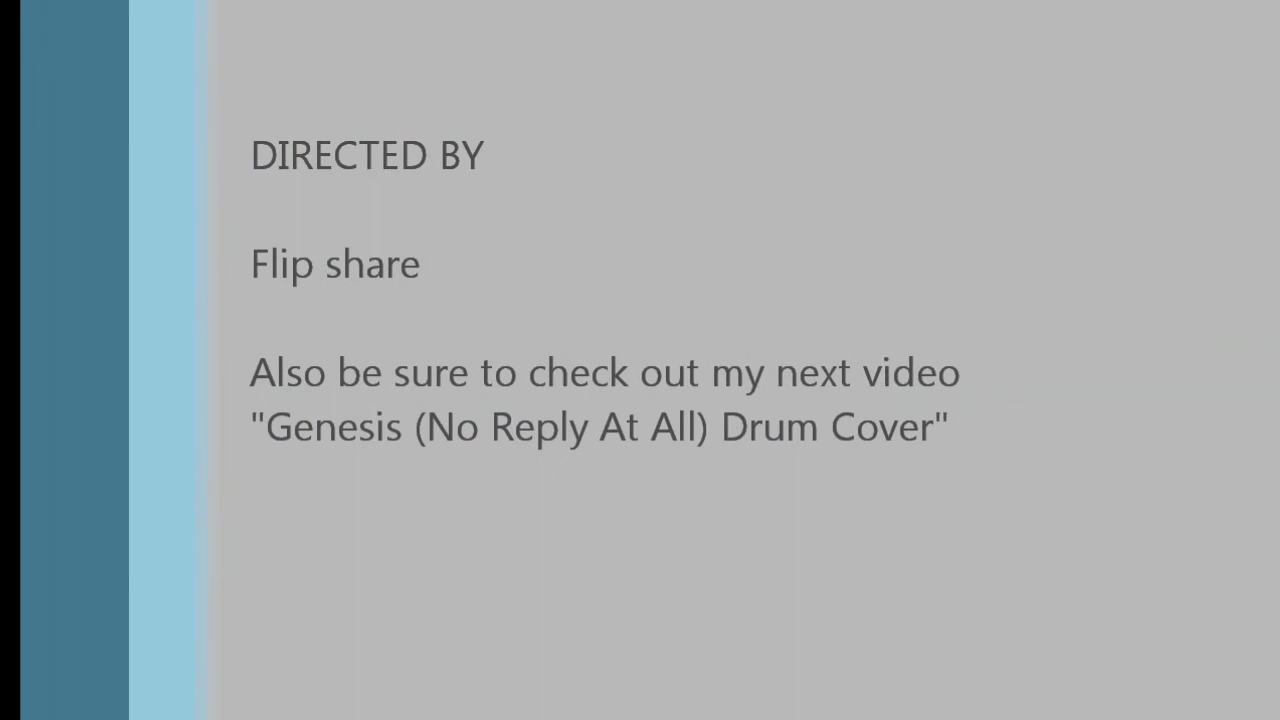 DIRECTED BY
Flip share
Also be sure to check out my next video
"Genesis (No Reply At All) Drum Cover"